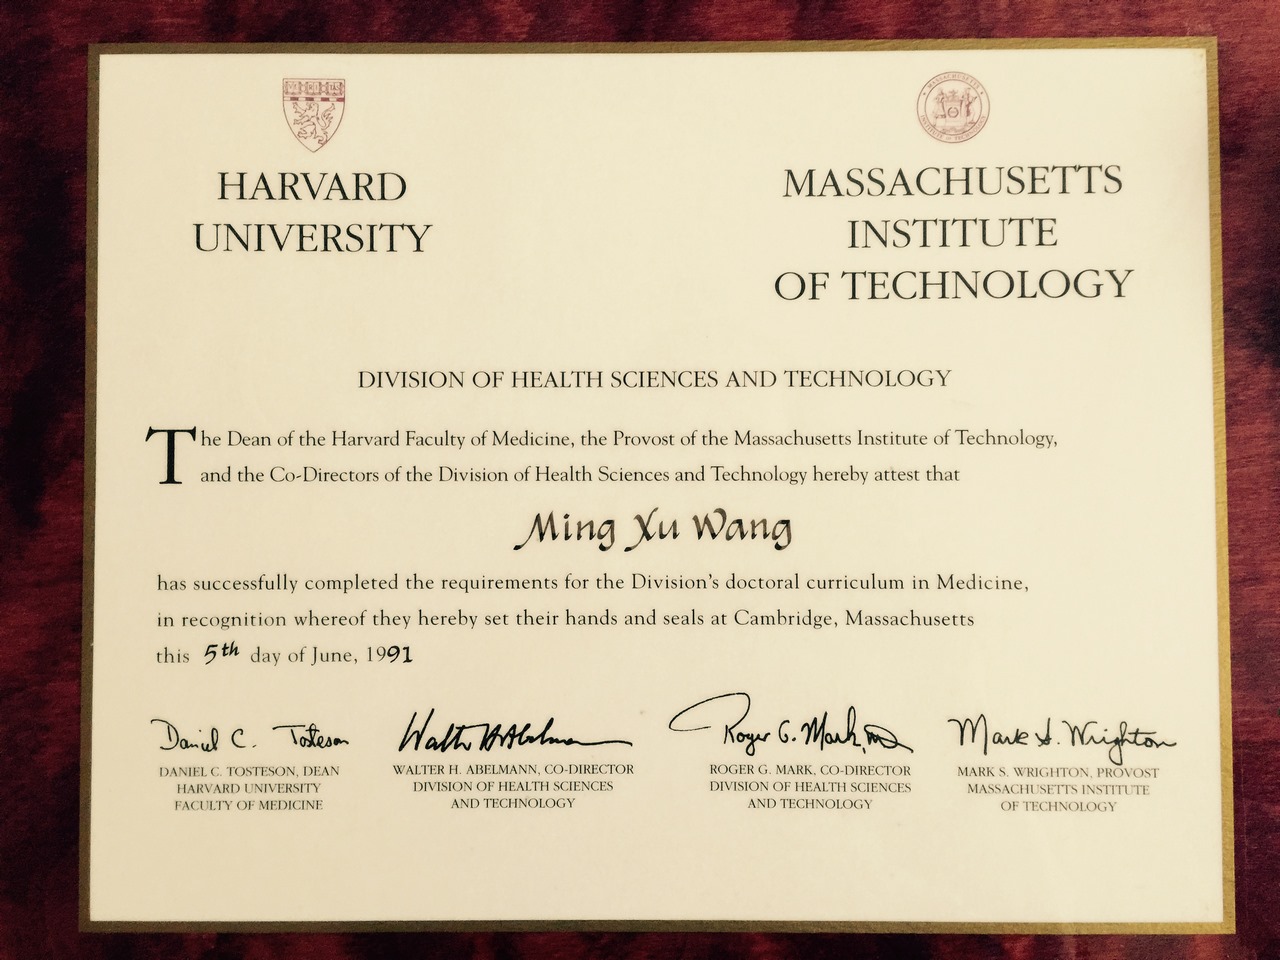 HARVARD
UNIVERSITY
MASSACHUSETTS
INSTITUTE
OF TECHNOLOGY
DIVISION OF HEALTH SCIENCES AND TECHNOLOGY
The Dean of the Harvard Faculty of Medicine, the Provost of the Massachusetts Institute of Technology,
and the Co-Directors of the Division of Health Sciences and Technology hereby attest that
Ming Xu Wang
has successfully completed the requirements for the Division's doctoral curriculum in Medicine,
in recognition whereof they hereby set their hands and seals at Cambridge, Massachusetts
this 5th day of June, 1991
Daniel C. Tosteson
DANIEL C. TOSTESON, DEAN
HARVARD UNIVERSITY
FACULTY OF MEDICINE
Walter H. Abelmann
WALTER H. ABELMANN, CO-DIRECTOR
DIVISION OF HEALTH SCIENCES
AND TECHNOLOGY
Roger G. Mark, MD
ROGER G. MARK, CO-DIRECTOR
DIVISION OF HEALTH SCIENCES
AND TECHNOLOGY
Mark S. Wrighton
MARK S. WRIGHTON, PROVOST
MASSACHUSETTS INSTITUTE
OF TECHNOLOGY